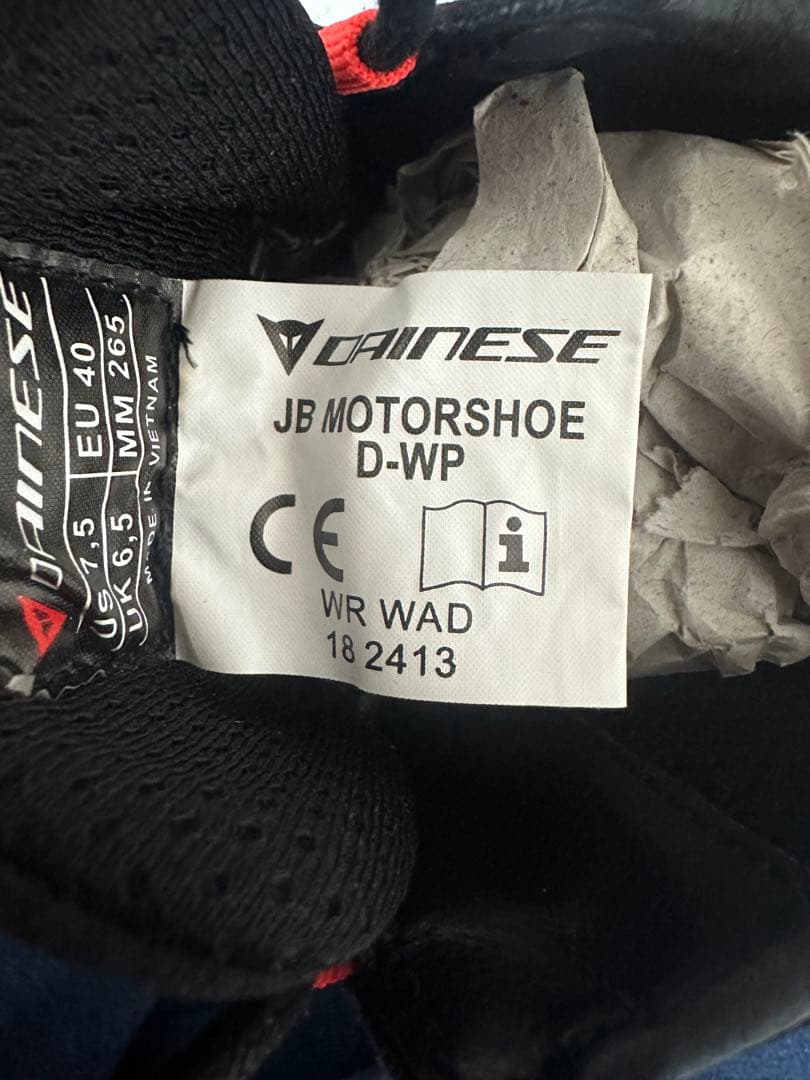 DAINESE
US 7,5 EU 40
UK 6,5 MM 265
MADE IN VIETNAM
DAINESE
JB MOTORSHOE
D-WP
CE
i
WR WAD
18 2413